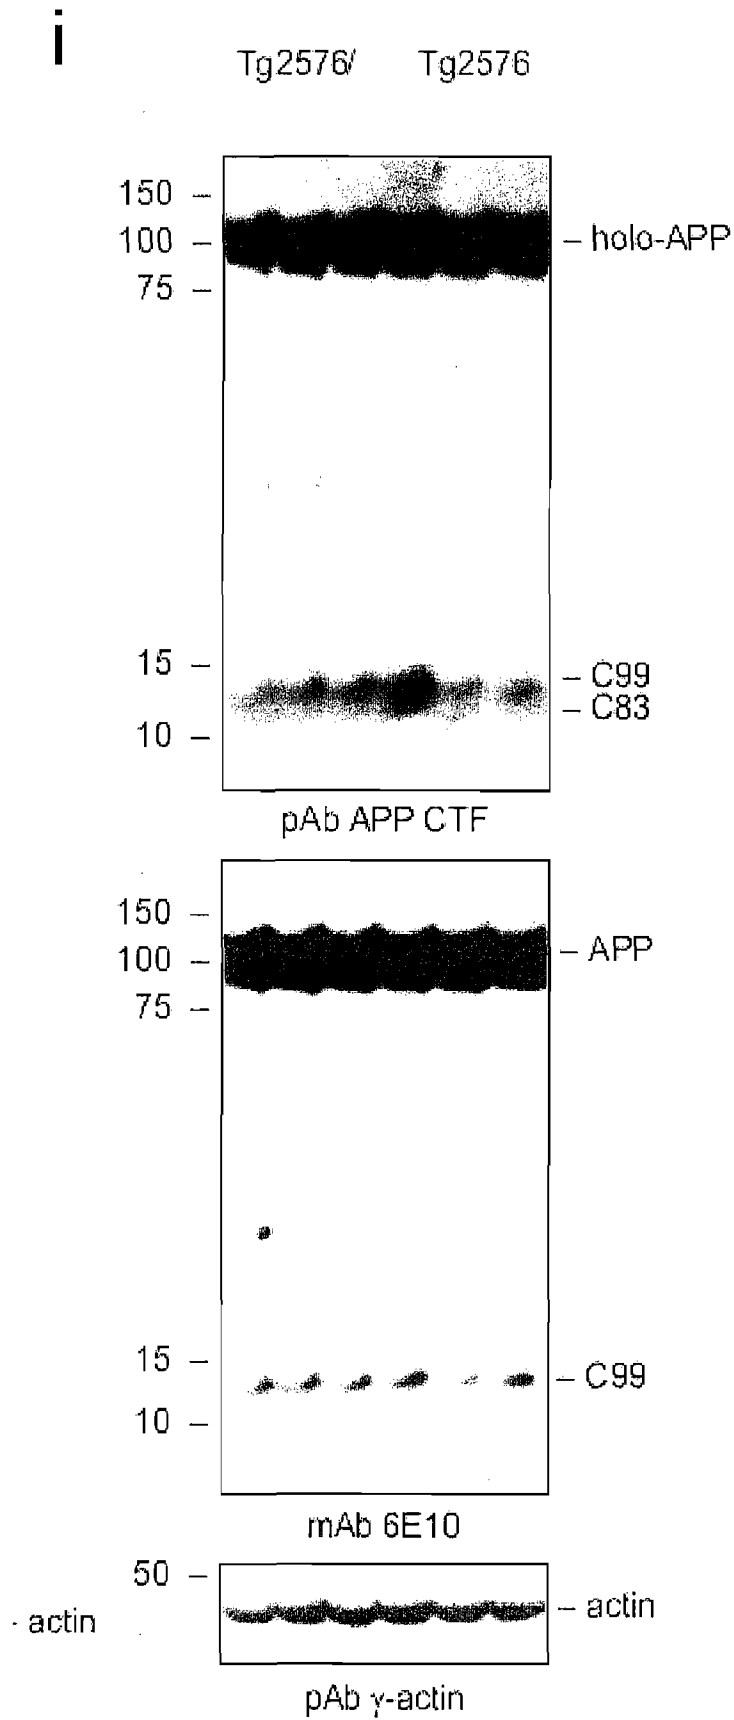 i
Tg2576/ Tg2576
150 –
100 – – holo-APP
75 –
15 – – C99
– C83
10 –
pAb APP CTF
150 –
100 – – APP
75 –
15 – – C99
10 –
mAb 6E10
50 –
- actin – actin
pAb γ-actin